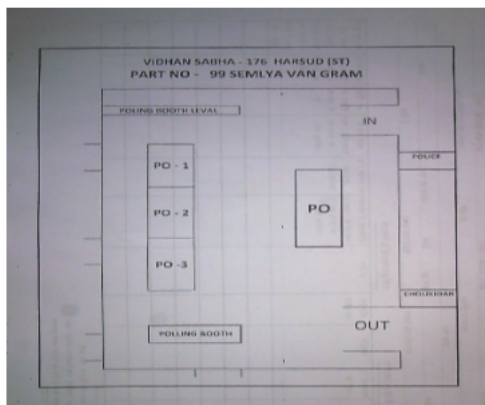 VIDHAN SABHA - 176 HARSUD (ST)
PART NO - 99 SEMLYA VAN GRAM
POLING BOOTH LEVAL
IN
POLICE
PO - 1
PO
PO - 2
PO -3
CHOUKIDAR
OUT
POLLING BOOTH